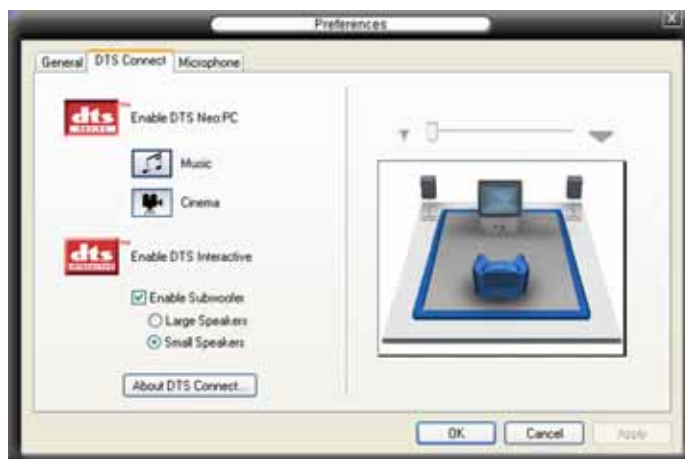 Preferences
General DTS Connect Microphone
dts Enable DTS Neo:PC
Music
Cinema
dts Enable DTS Interactive
Enable Subwoofer
Large Speakers
Small Speakers
About DTS Connect...
OK Cancel Apply